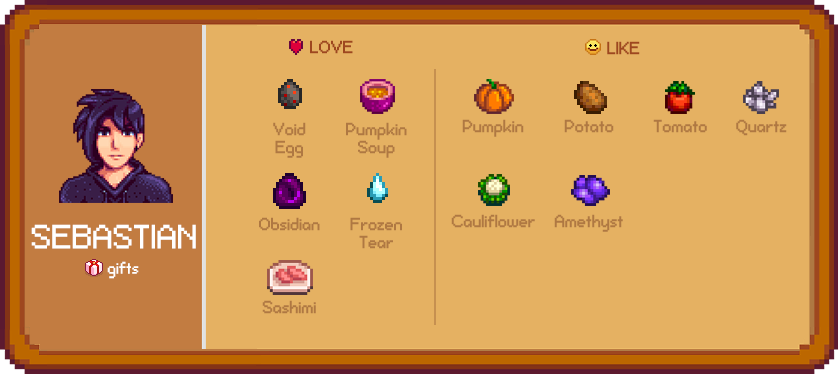 SEBASTIAN
gifts
LOVE
Void
Egg
Pumpkin
Soup
Obsidian
Frozen
Tear
Sashimi
LIKE
Pumpkin
Potato
Tomato
Quartz
Cauliflower
Amethyst